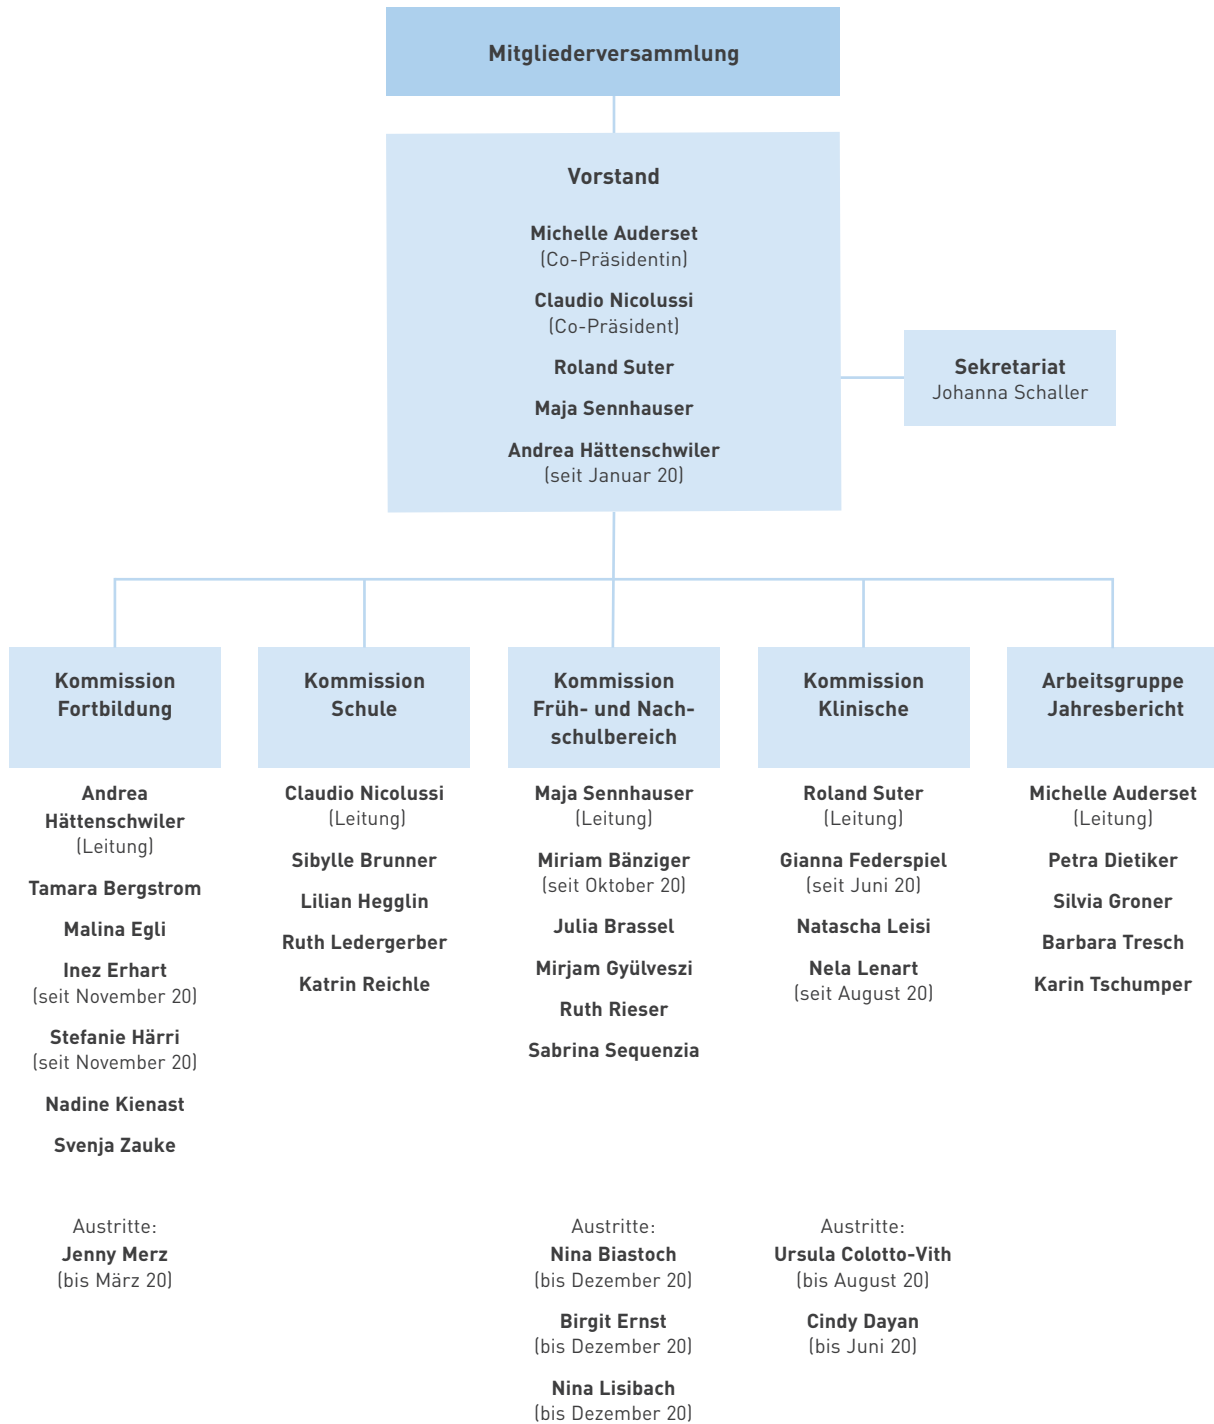 Mitgliederversammlung
Vorstand
Michelle Auderset
(Co-Präsidentin)
Claudio Nicolussi
(Co-Präsident)
Roland Suter
Maja Sennhauser
Andrea Hättenschwiler
(seit Januar 20)
Sekretariat
Johanna Schaller
Kommission
Fortbildung
Andrea
Hättenschwiler
(Leitung)
Tamara Bergstrom
Malina Egli
Inez Erhart
(seit November 20)
Stefanie Härri
(seit November 20)
Nadine Kienast
Svenja Zauke
Austritte:
Jenny Merz
(bis März 20)
Kommission
Schule
Claudio Nicolussi
(Leitung)
Sibylle Brunner
Lilian Hegglin
Ruth Ledergerber
Katrin Reichle
Kommission
Früh- und Nach-
schulbereich
Maja Sennhauser
(Leitung)
Miriam Bänziger
(seit Oktober 20)
Julia Brassel
Mirjam Gyülveszi
Ruth Rieser
Sabrina Sequenzia
Austritte:
Nina Biastoch
(bis Dezember 20)
Birgit Ernst
(bis Dezember 20)
Nina Lisibach
(bis Dezember 20)
Kommission
Klinische
Roland Suter
(Leitung)
Gianna Federspiel
(seit Juni 20)
Natascha Leisi
Nela Lenart
(seit August 20)
Austritte:
Ursula Colotto-Vith
(bis August 20)
Cindy Dayan
(bis Juni 20)
Arbeitsgruppe
Jahresbericht
Michelle Auderset
(Leitung)
Petra Dietiker
Silvia Groner
Barbara Tresch
Karin Tschumper